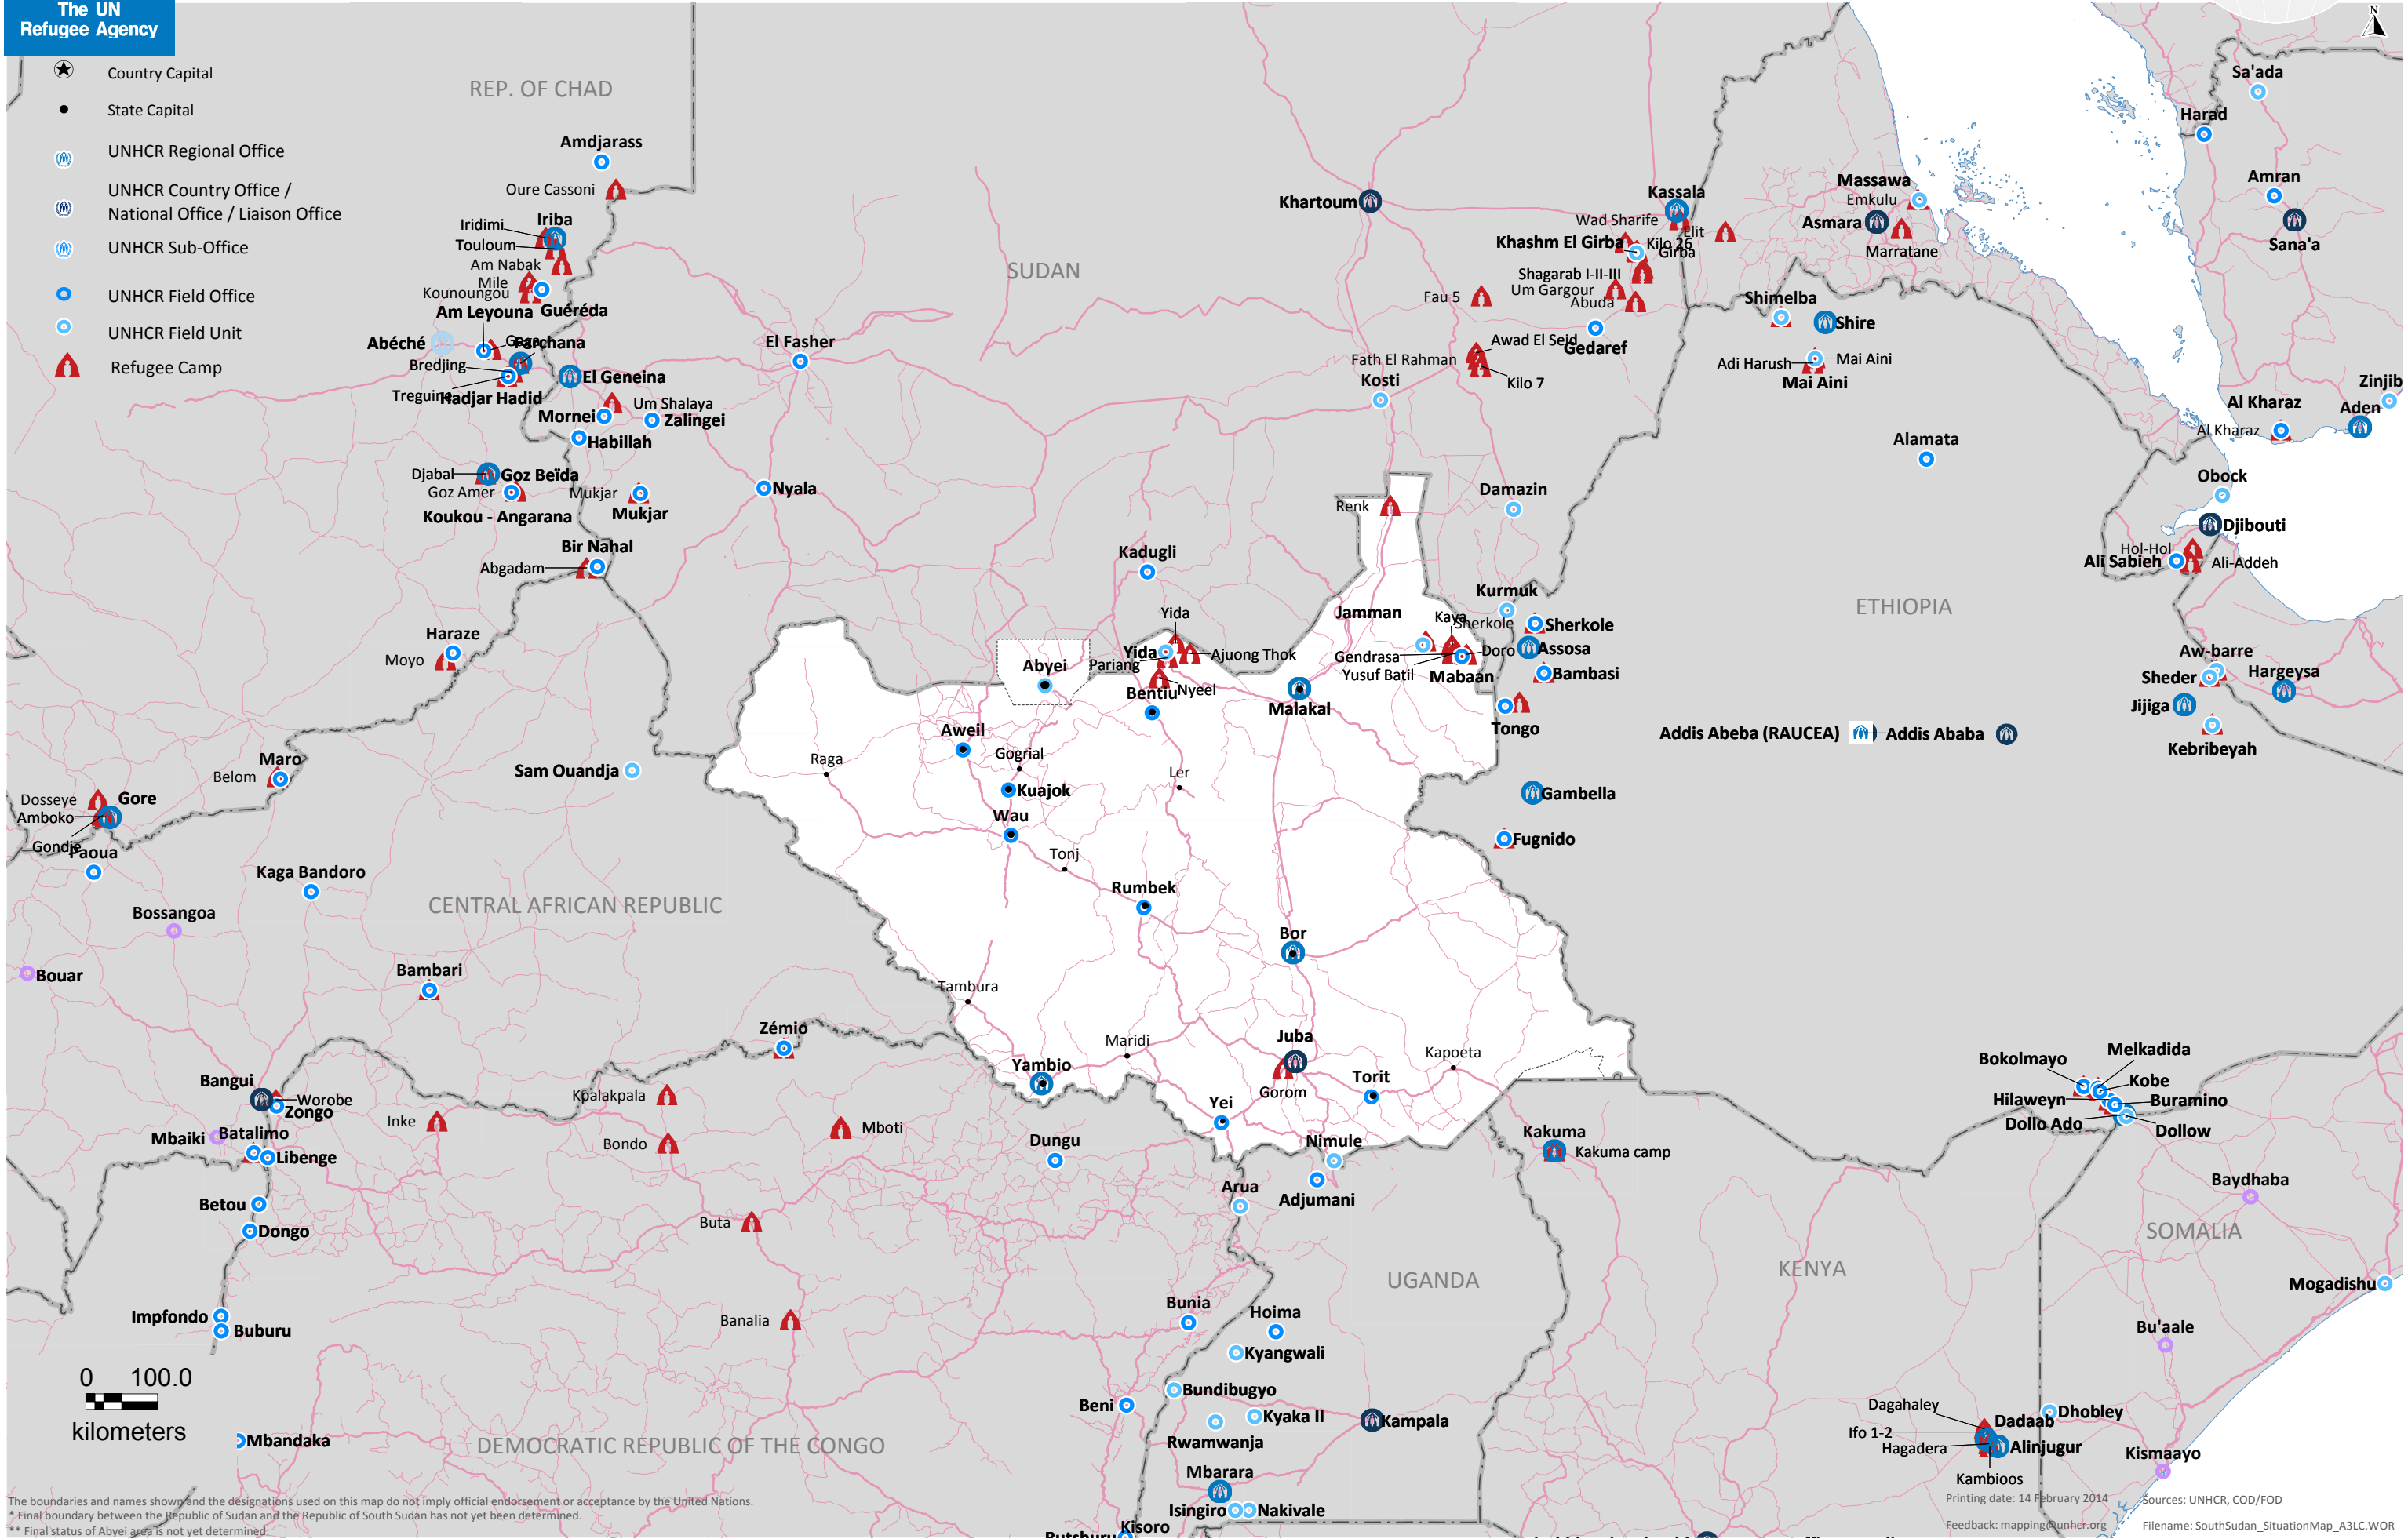 The UN
Refugee Agency
Country Capital
State Capital
UNHCR Regional Office
UNHCR Country Office /
National Office / Liaison Office
UNHCR Sub-Office
UNHCR Field Office
UNHCR Field Unit
Refugee Camp
N
REP. OF CHAD
Amdjarass
Oure Cassoni
Iridimi
Iriba
Touloum
Am Nabak
Mile
Kounoungou
Am Leyouna
Guéréda
Abéché
Gaga
Farchana
Bredjing
Treguine
Hadjar Hadid
El Geneina
Um Shalaya
Mornei
Zalingei
Habillah
Djabal
Goz Beïda
Goz Amer
Koukou - Angarana
Mukjar
Mukjar
Bir Nahal
Abgadam
Haraze
Moyo
Maro
Belom
Dosseye
Gore
Amboko
Gondje
Paoua
Kaga Bandoro
Bossangoa
Bouar
CENTRAL AFRICAN REPUBLIC
Bambari
Sam Ouandja
Zémio
Bangui
Worobe
Zongo
Mbaiki
Batalimo
Libenge
Betou
Dongo
Impfondo
Buburu
Mbandaka
Inke
Kpalakpala
Bondo
Mboti
Buta
Banalia
Dungu
DEMOCRATIC REPUBLIC OF THE CONGO
SUDAN
El Fasher
Nyala
Khartoum
Kassala
Wad Sharife
Elit
Khashm El Girba
Kilo 26
Girba
Shagarab I-II-III
Um Gargour
Abuda
Fau 5
Gedaref
Awad El Seid
Fath El Rahman
Kilo 7
Kosti
Damazin
Kadugli
Renk
Kurmuk
Jamman
Kaya
Sherkole
Sherkole
Gendrasa
Doro
Yusuf Batil
Mabaan
Assosa
Bambasi
Tongo
Yida
Yida
Ajuong Thok
Pariang
Nyeel
Bentiu
Abyei
Malakal
Aweil
Gogrial
Raga
Kuajok
Ler
Wau
Tonj
Rumbek
Bor
Tambura
Maridi
Yambio
Juba
Gorom
Torit
Kapoeta
Yei
Nimule
Gambella
Fugnido
Massawa
Emkulu
Asmara
Marratane
Shimelba
Shire
Adi Harush
Mai Aini
Mai Aini
Alamata
ETHIOPIA
Addis Abeba (RAUCEA)
Addis Ababa
Sa'ada
Harad
Amran
Sana'a
Zinjib
Al Kharaz
Aden
Al Kharaz
Obock
Djibouti
Hol-Hol
Ali Sabieh
Ali-Addeh
Aw-barre
Sheder
Hargeysa
Jijiga
Kebribeyah
Bokolmayo
Melkadida
Kobe
Hilaweyn
Buramino
Dollo Ado
Dollow
Baydhaba
SOMALIA
Mogadishu
Bu'aale
Kismaayo
Dhobley
Dagahaley
Dadaab
Ifo 1-2
Hagadera
Alinjugur
Kambioos
KENYA
Kakuma
Kakuma camp
Arua
Adjumani
UGANDA
Bunia
Hoima
Kyangwali
Bundibugyo
Beni
Kyaka II
Rwamwanja
Kampala
Mbarara
Isingiro
Nakivale
Kisoro
Rutshuru
0 100.0
kilometers
The boundaries and names shown and the designations used on this map do not imply official endorsement or acceptance by the United Nations.
* Final boundary between the Republic of Sudan and the Republic of South Sudan has not yet been determined.
** Final status of Abyei area is not yet determined.
Printing date: 14 February 2014
Sources: UNHCR, COD/FOD
Feedback: mapping@unhcr.org
Filename: SouthSudan_SituationMap_A3LC.WOR